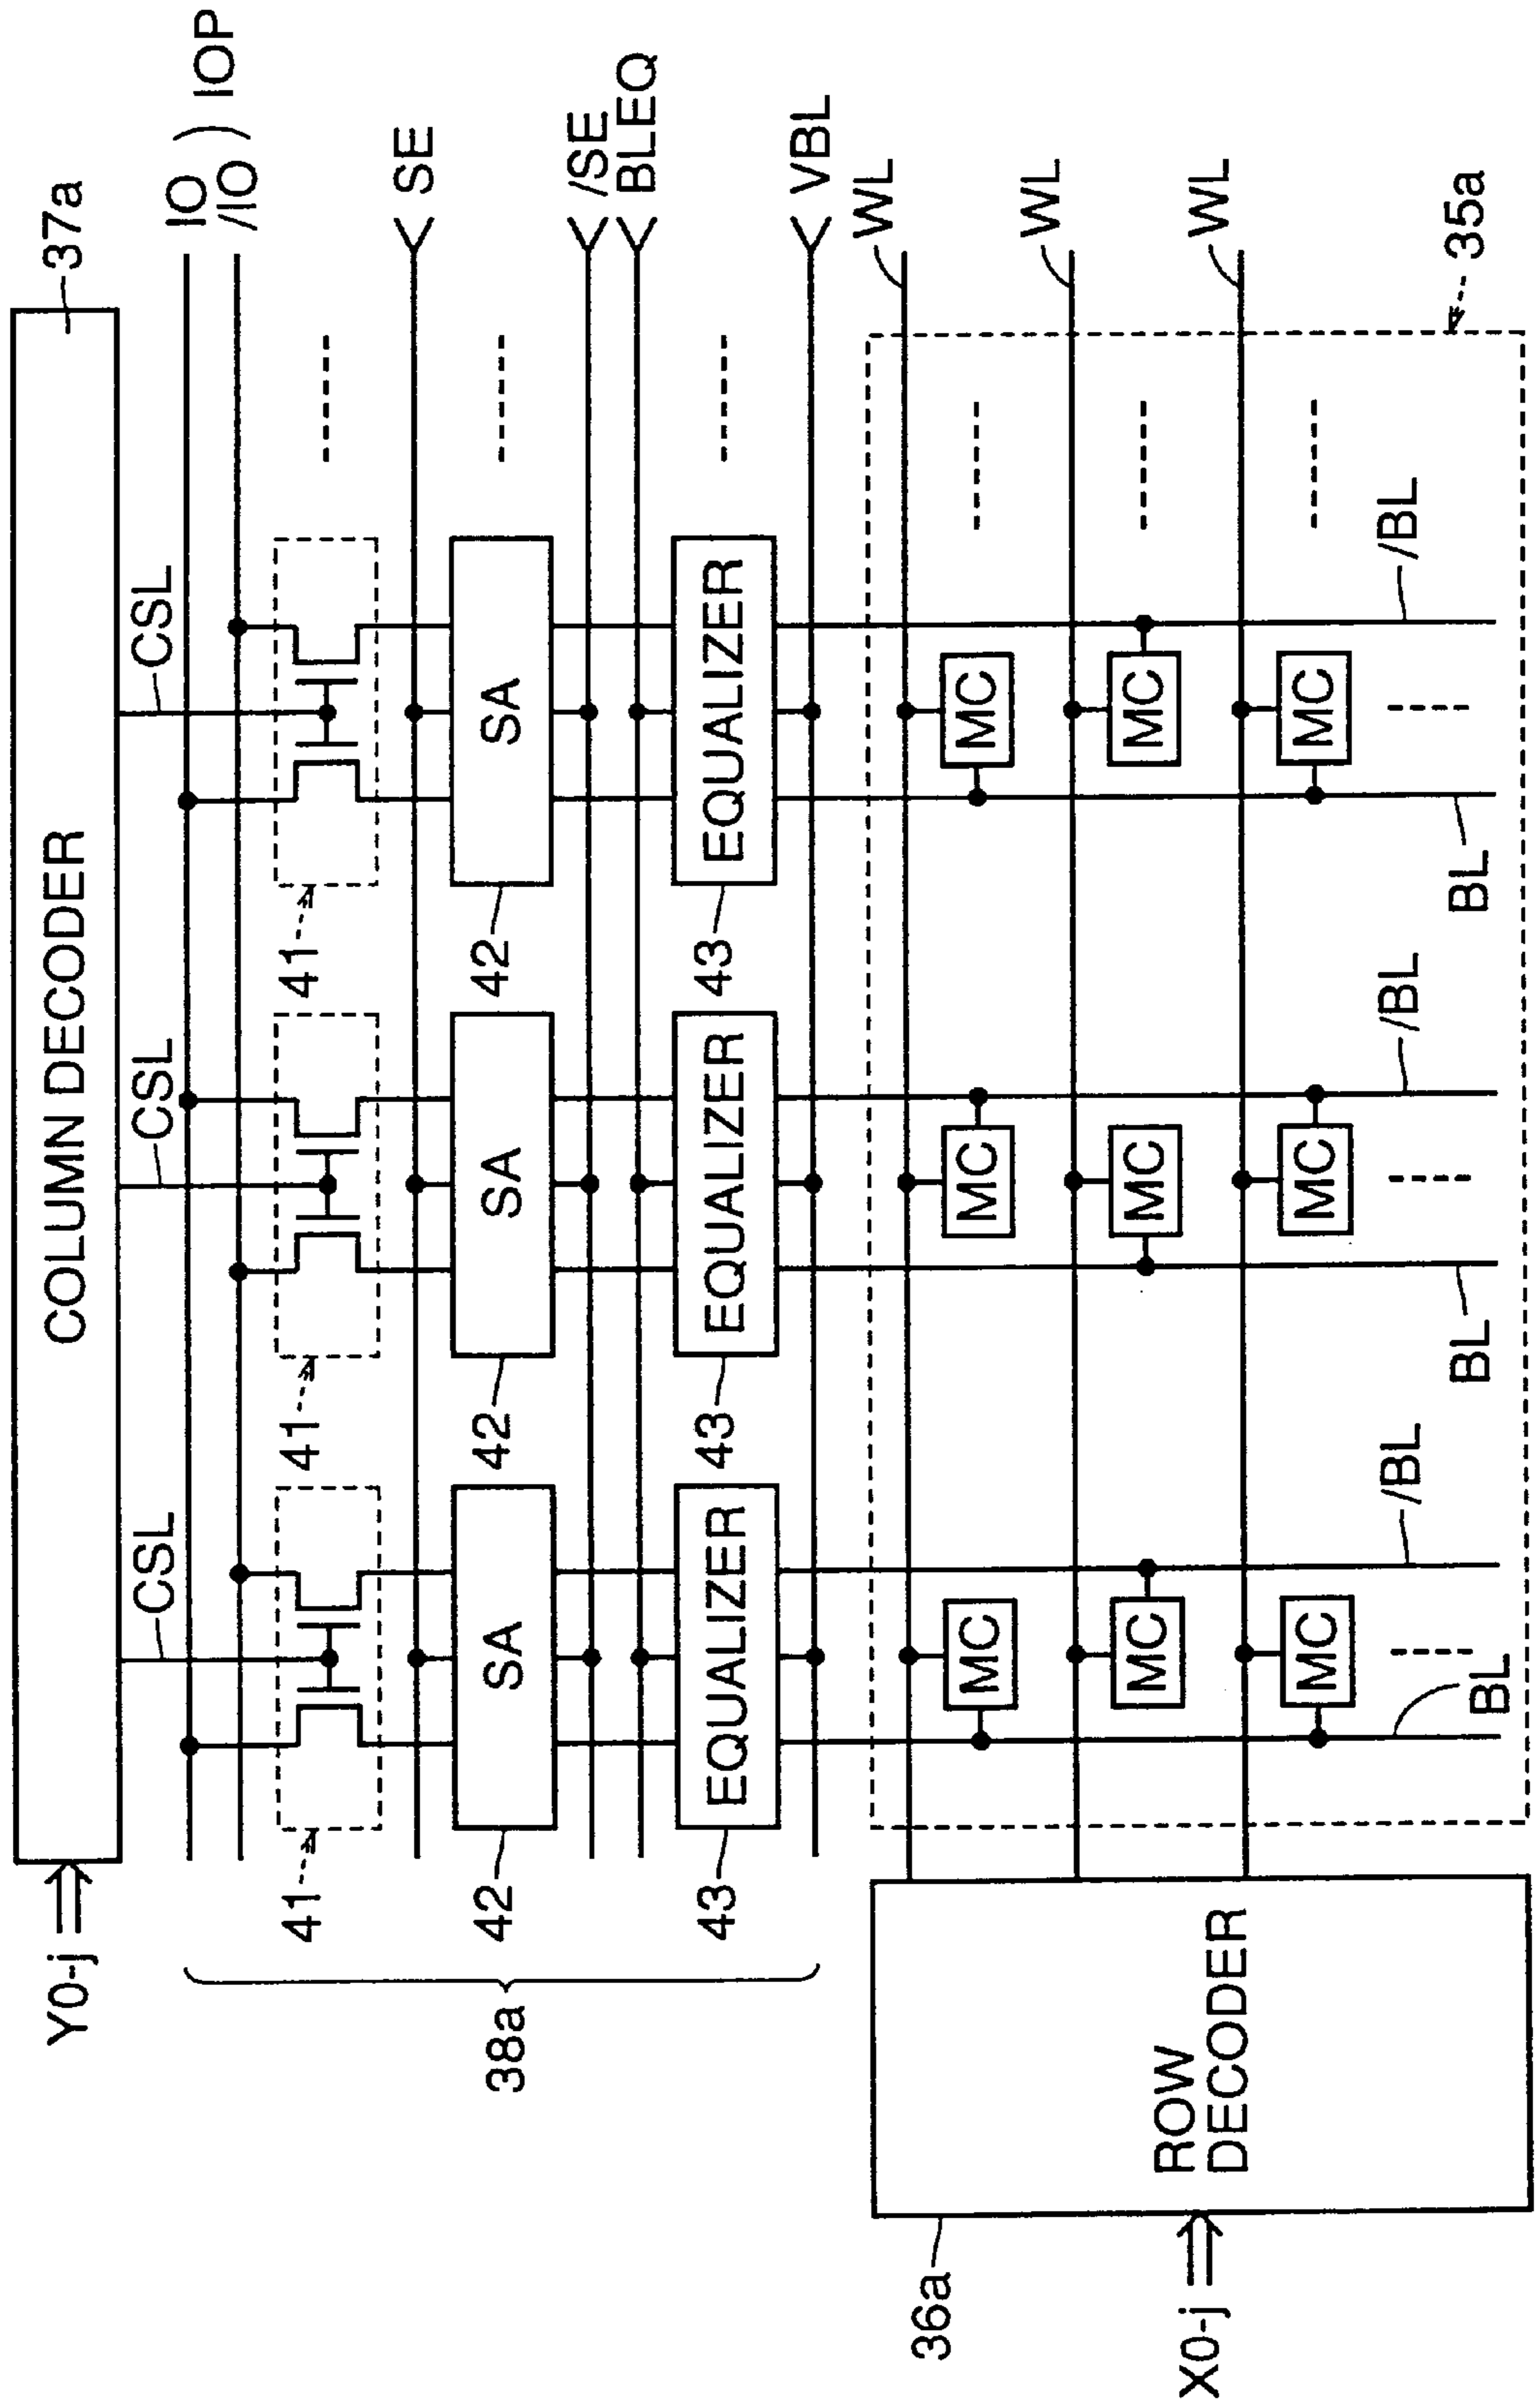 Y0-j
COLUMN DECODER
37a
CSL
CSL
CSL
IO
/IO
) IOP
41
41
41
SE
42
SA
42
SA
42
SA
/SE
BLEQ
38a
43
EQUALIZER
43
EQUALIZER
43
EQUALIZER
VBL
WL
36a
MC
MC
MC
WL
X0-j
ROW
DECODER
MC
MC
MC
WL
MC
MC
MC
/BL
/BL
/BL
BL
BL
BL
35a